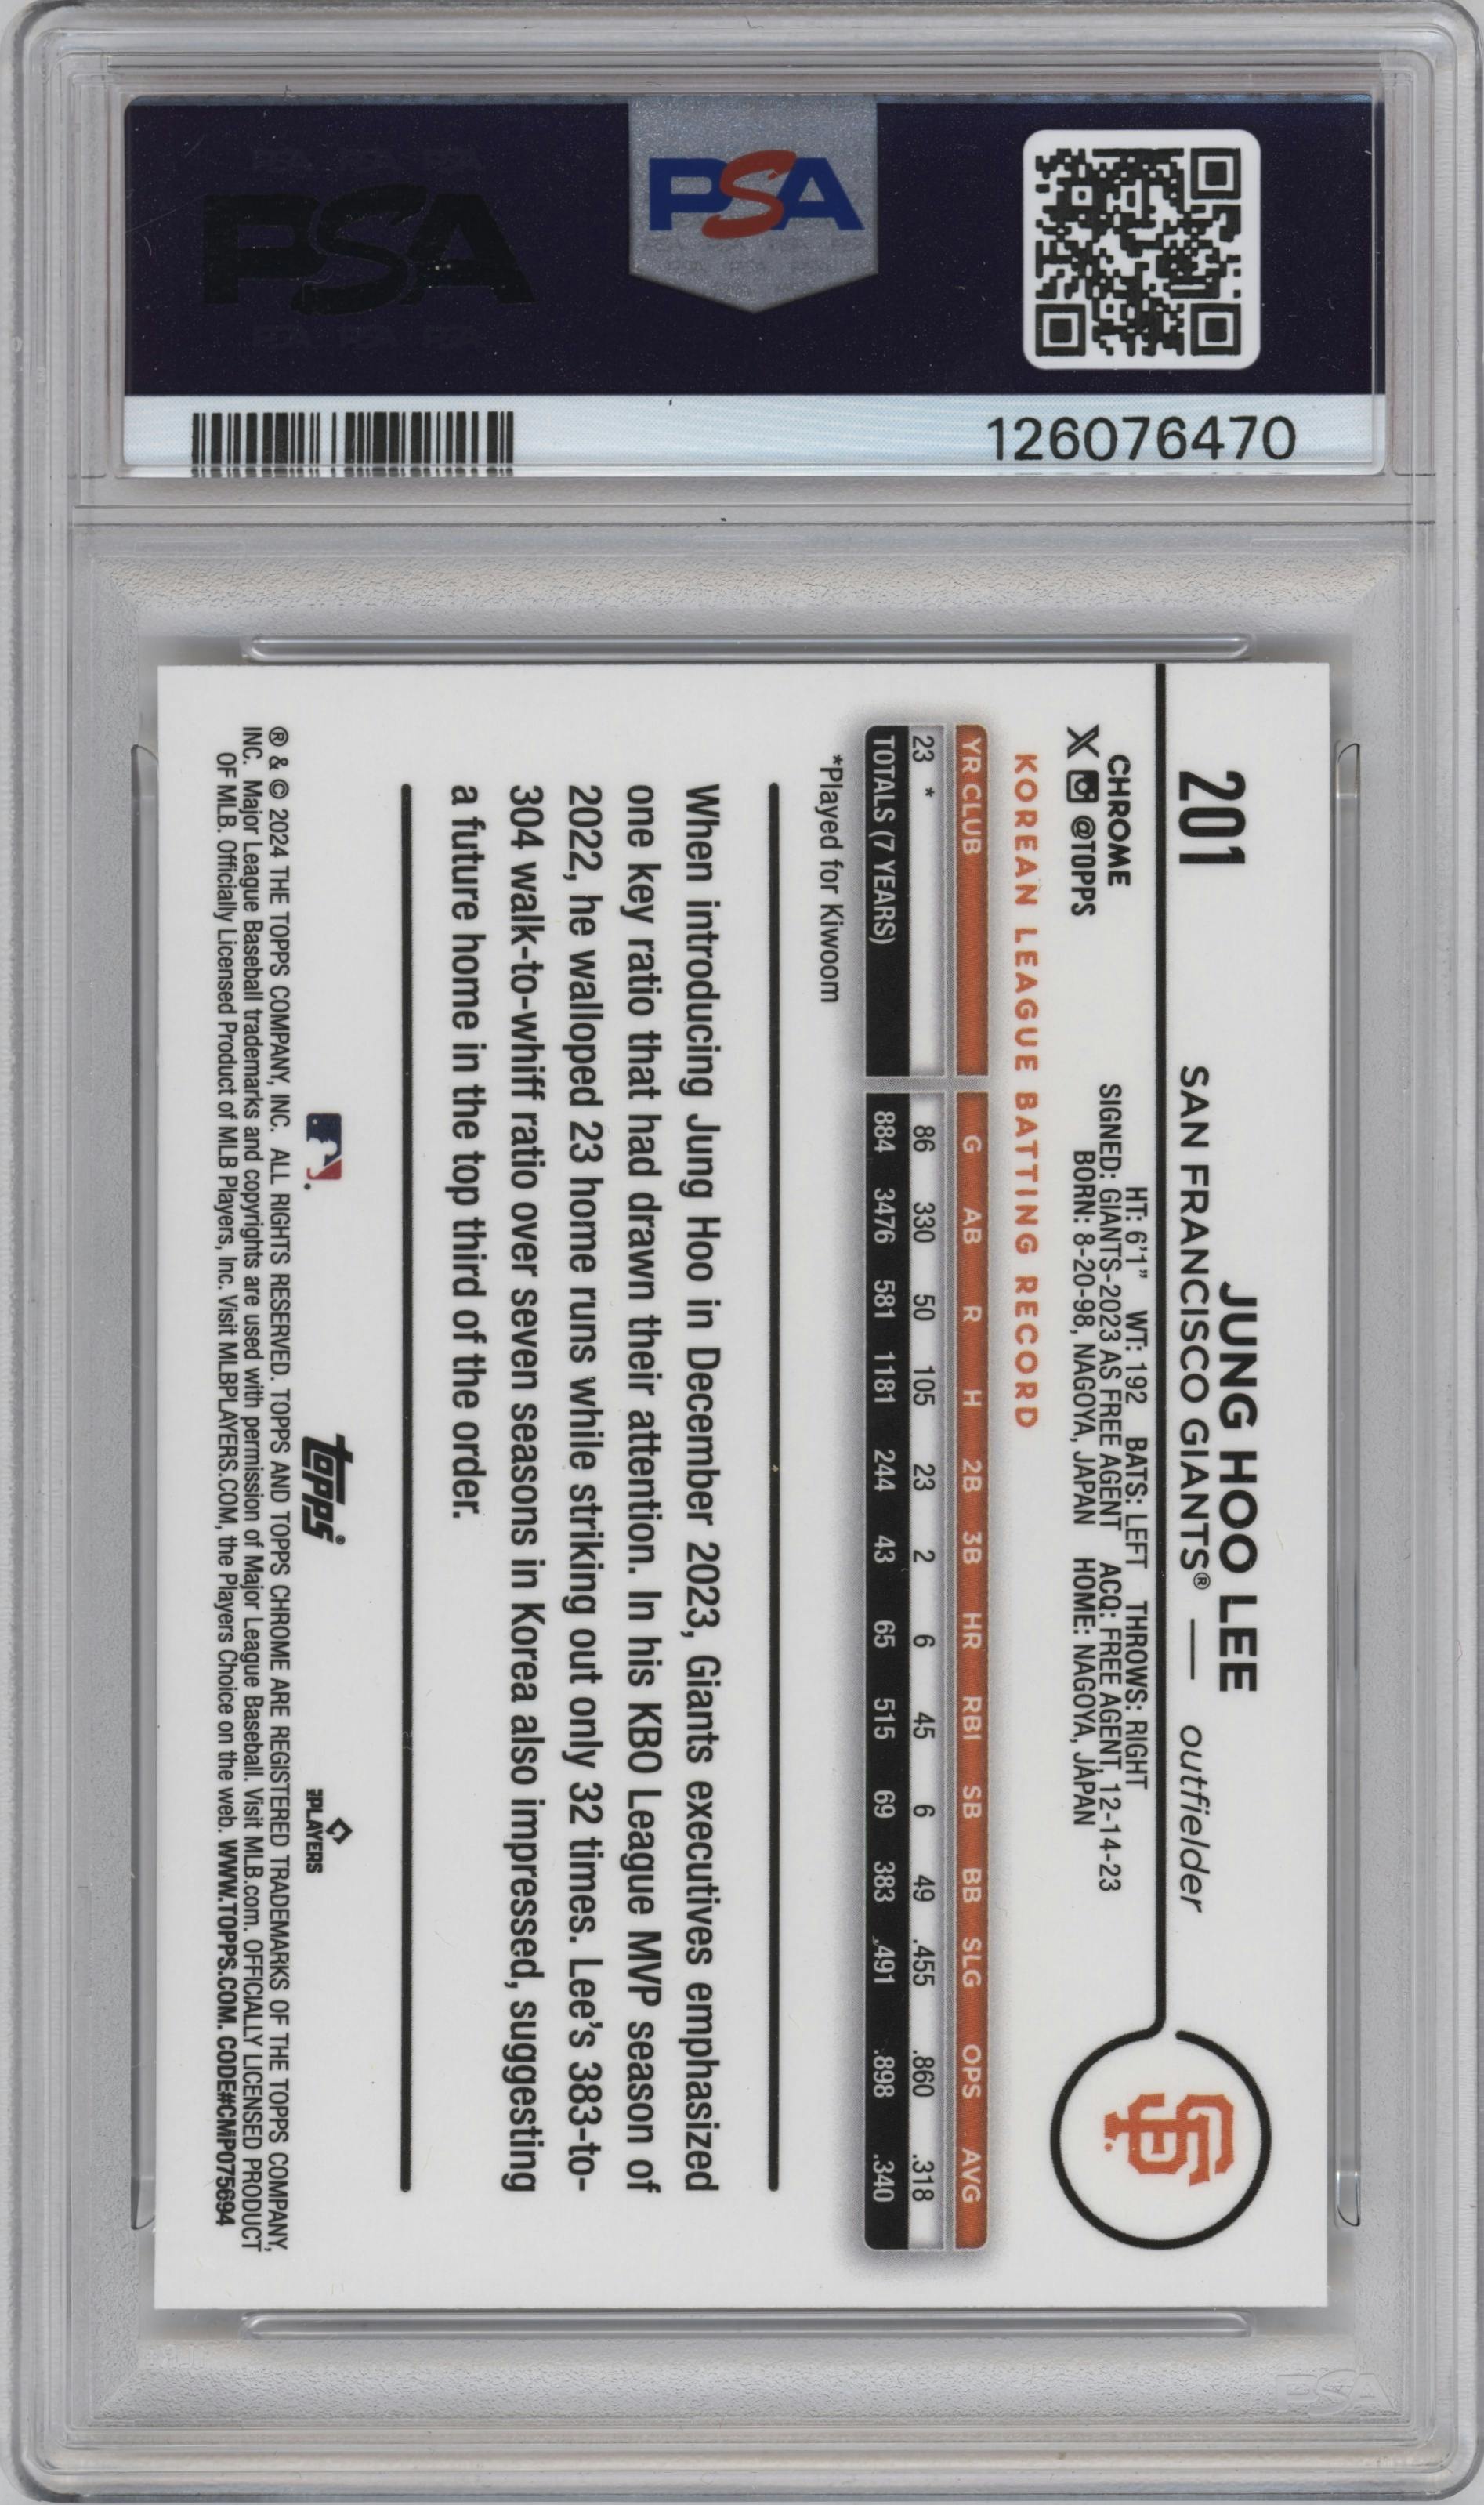 PSA
PSA
126076470
201
JUNG HOO LEE
SAN FRANCISCO GIANTS® — outfielder
CHROME
X @TOPPS
HT: 6'1” WT: 192 BATS: LEFT THROWS: RIGHT
SIGNED: GIANTS-2023 AS FREE AGENT ACQ: FREE AGENT, 12-14-23
BORN: 8-20-98, NAGOYA, JAPAN HOME: NAGOYA, JAPAN
SF
KOREAN LEAGUE BATTING RECORD
YR CLUB G AB R H 2B 3B HR RBI SB BB SLG OPS AVG
23 * 86 330 50 105 23 2 6 45 6 49 .455 .860 .318
TOTALS (7 YEARS) 884 3476 581 1181 244 43 65 515 69 383 .491 .898 .340
*Played for Kiwoom
When introducing Jung Hoo in December 2023, Giants executives emphasized
one key ratio that had drawn their attention. In his KBO League MVP season of
2022, he walloped 23 home runs while striking out only 32 times. Lee’s 383-to-
304 walk-to-whiff ratio over seven seasons in Korea also impressed, suggesting
a future home in the top third of the order.
topps®
PLAYERS
® & © 2024 THE TOPPS COMPANY, INC. ALL RIGHTS RESERVED. TOPPS AND TOPPS CHROME ARE REGISTERED TRADEMARKS OF THE TOPPS COMPANY,
INC. Major League Baseball trademarks and copyrights are used with permission of Major League Baseball. Visit MLB.com. OFFICIALLY LICENSED PRODUCT
OF MLB. Officially Licensed Product of MLB Players, Inc. Visit MLBPLAYERS.COM, the Players Choice on the web. WWW.TOPPS.COM. CODE#CMP075694
PSA